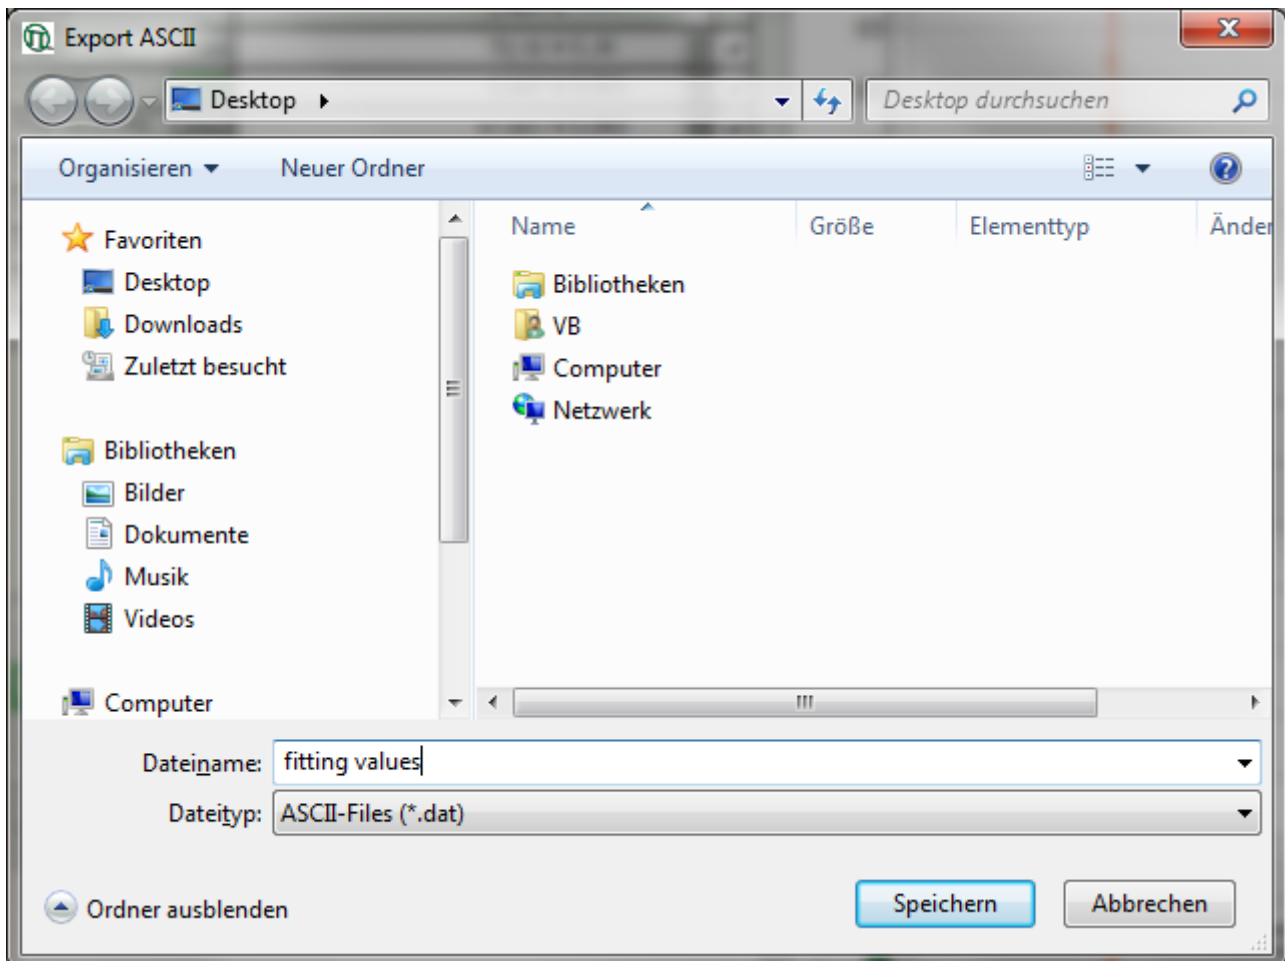 Export ASCII
Desktop
Desktop durchsuchen
Organisieren
Neuer Ordner
Favoriten
Desktop
Downloads
Zuletzt besucht
Bibliotheken
Bilder
Dokumente
Musik
Videos
Computer
Name Größe Elementtyp Änder
Bibliotheken
VB
Computer
Netzwerk
Dateiname: fitting values
Dateityp: ASCII-Files (*.dat)
Ordner ausblenden
Speichern
Abbrechen